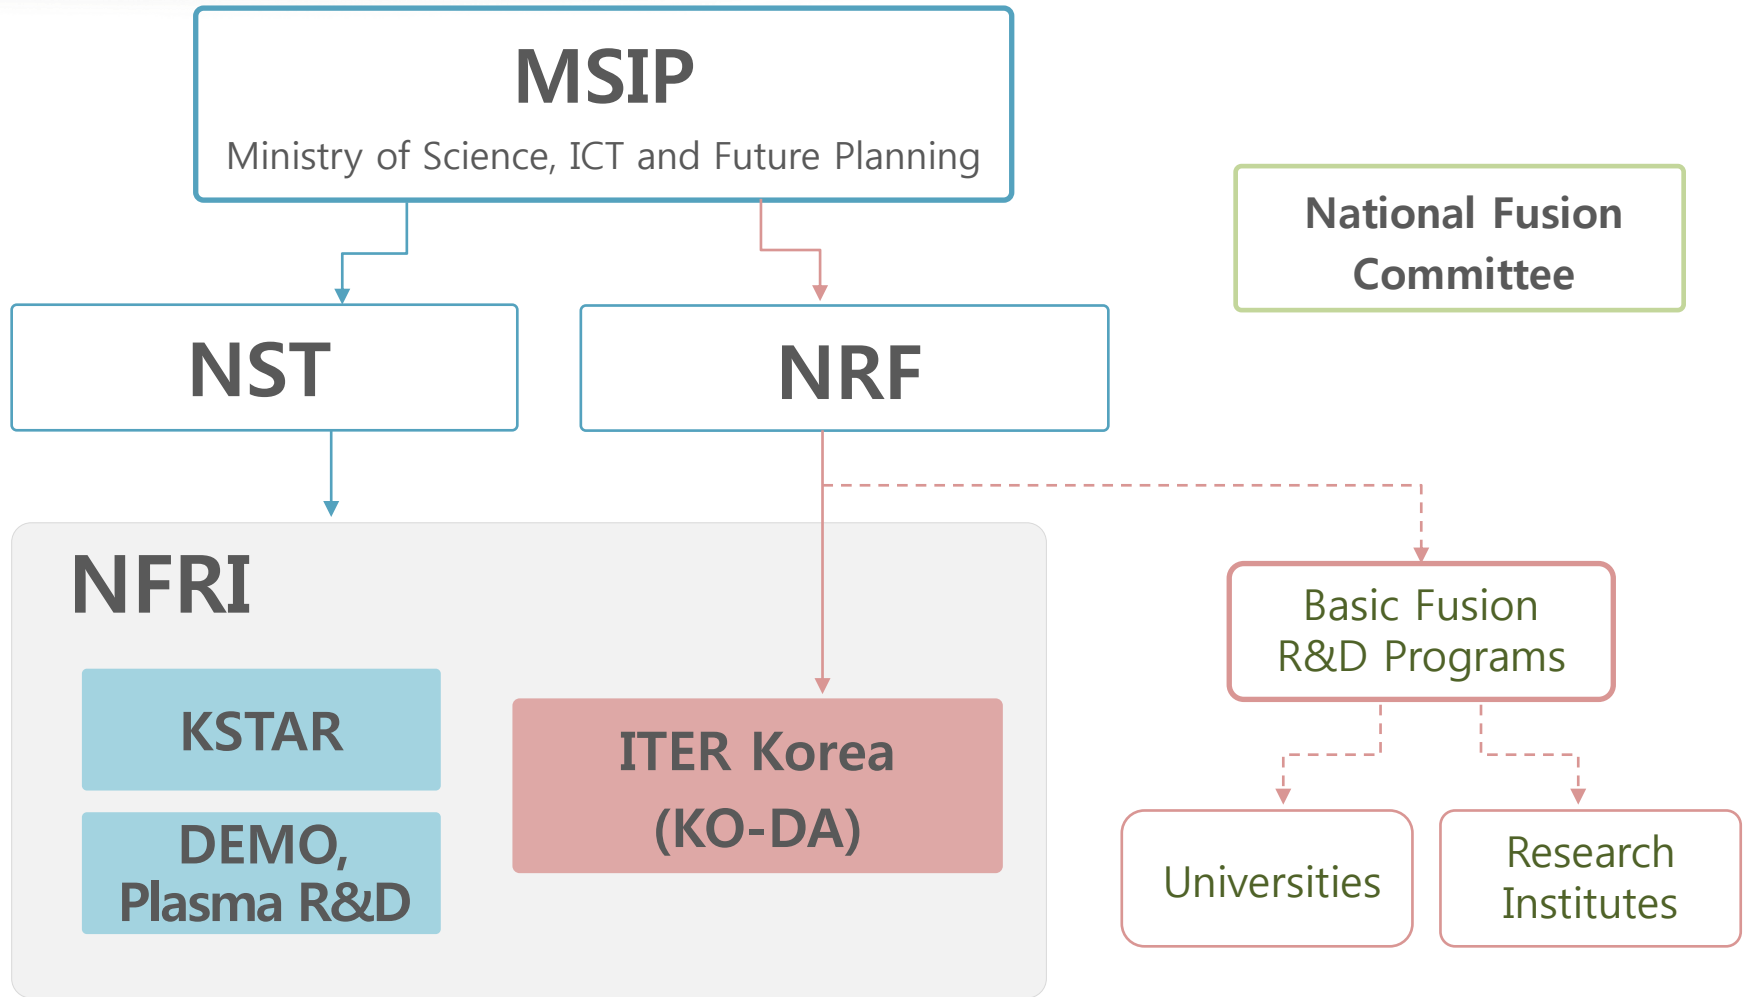 MSIP
Ministry of Science, ICT and Future Planning
National Fusion
Committee
NST
NRF
NFRI
KSTAR
DEMO,
Plasma R&D
ITER Korea
(KO-DA)
Basic Fusion
R&D Programs
Universities
Research
Institutes